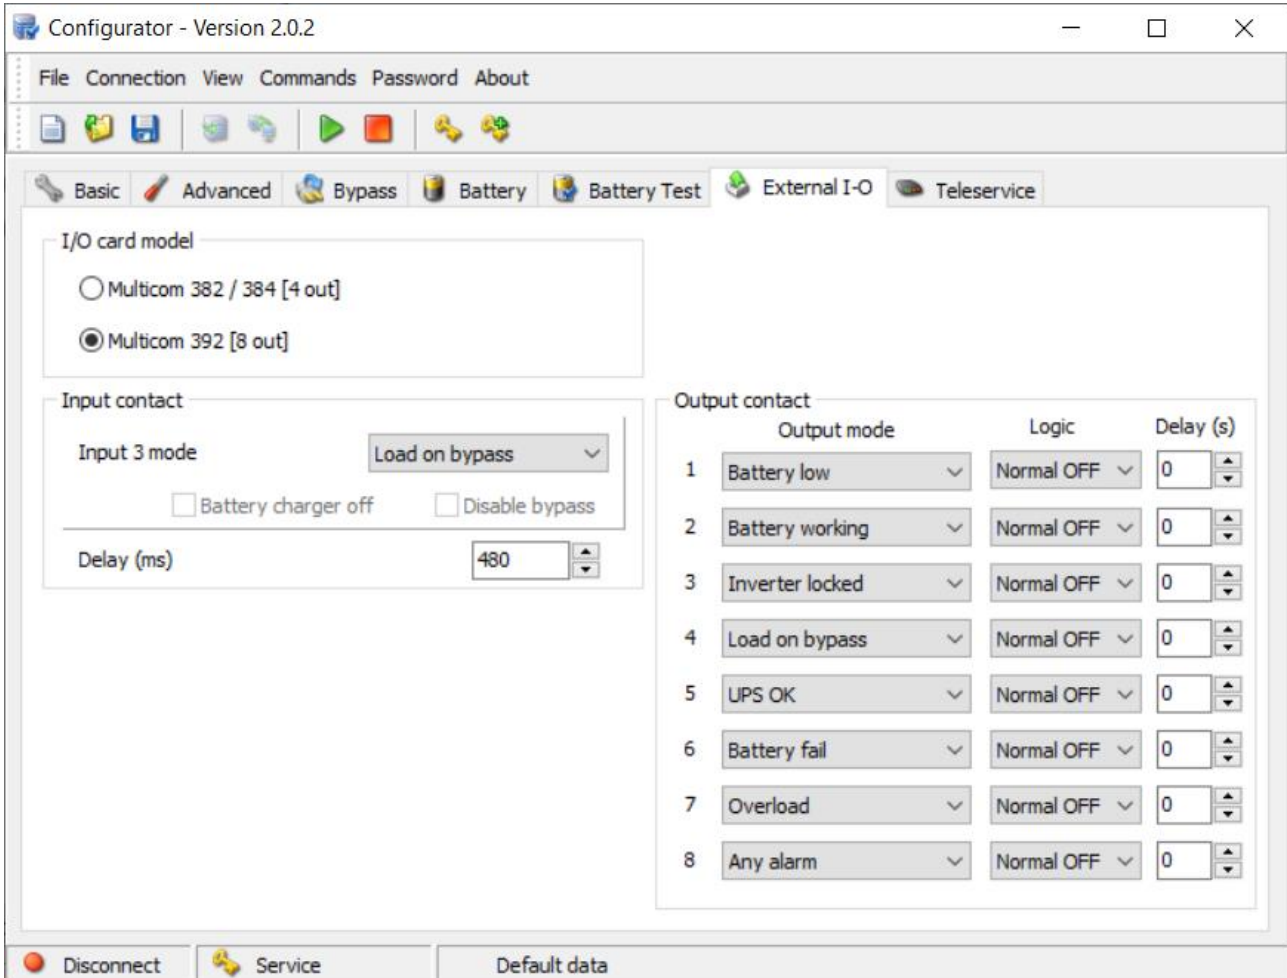 Configurator - Version 2.0.2
File Connection View Commands Password About
Basic Advanced Bypass Battery Battery Test External I-O Teleservice
I/O card model
Multicom 382 / 384 [4 out]
Multicom 392 [8 out]
Input contact
Input 3 mode Load on bypass
Battery charger off Disable bypass
Delay (ms) 480
Output contact
Output mode Logic Delay (s)
1 Battery low Normal OFF 0
2 Battery working Normal OFF 0
3 Inverter locked Normal OFF 0
4 Load on bypass Normal OFF 0
5 UPS OK Normal OFF 0
6 Battery fail Normal OFF 0
7 Overload Normal OFF 0
8 Any alarm Normal OFF 0
Disconnect Service Default data